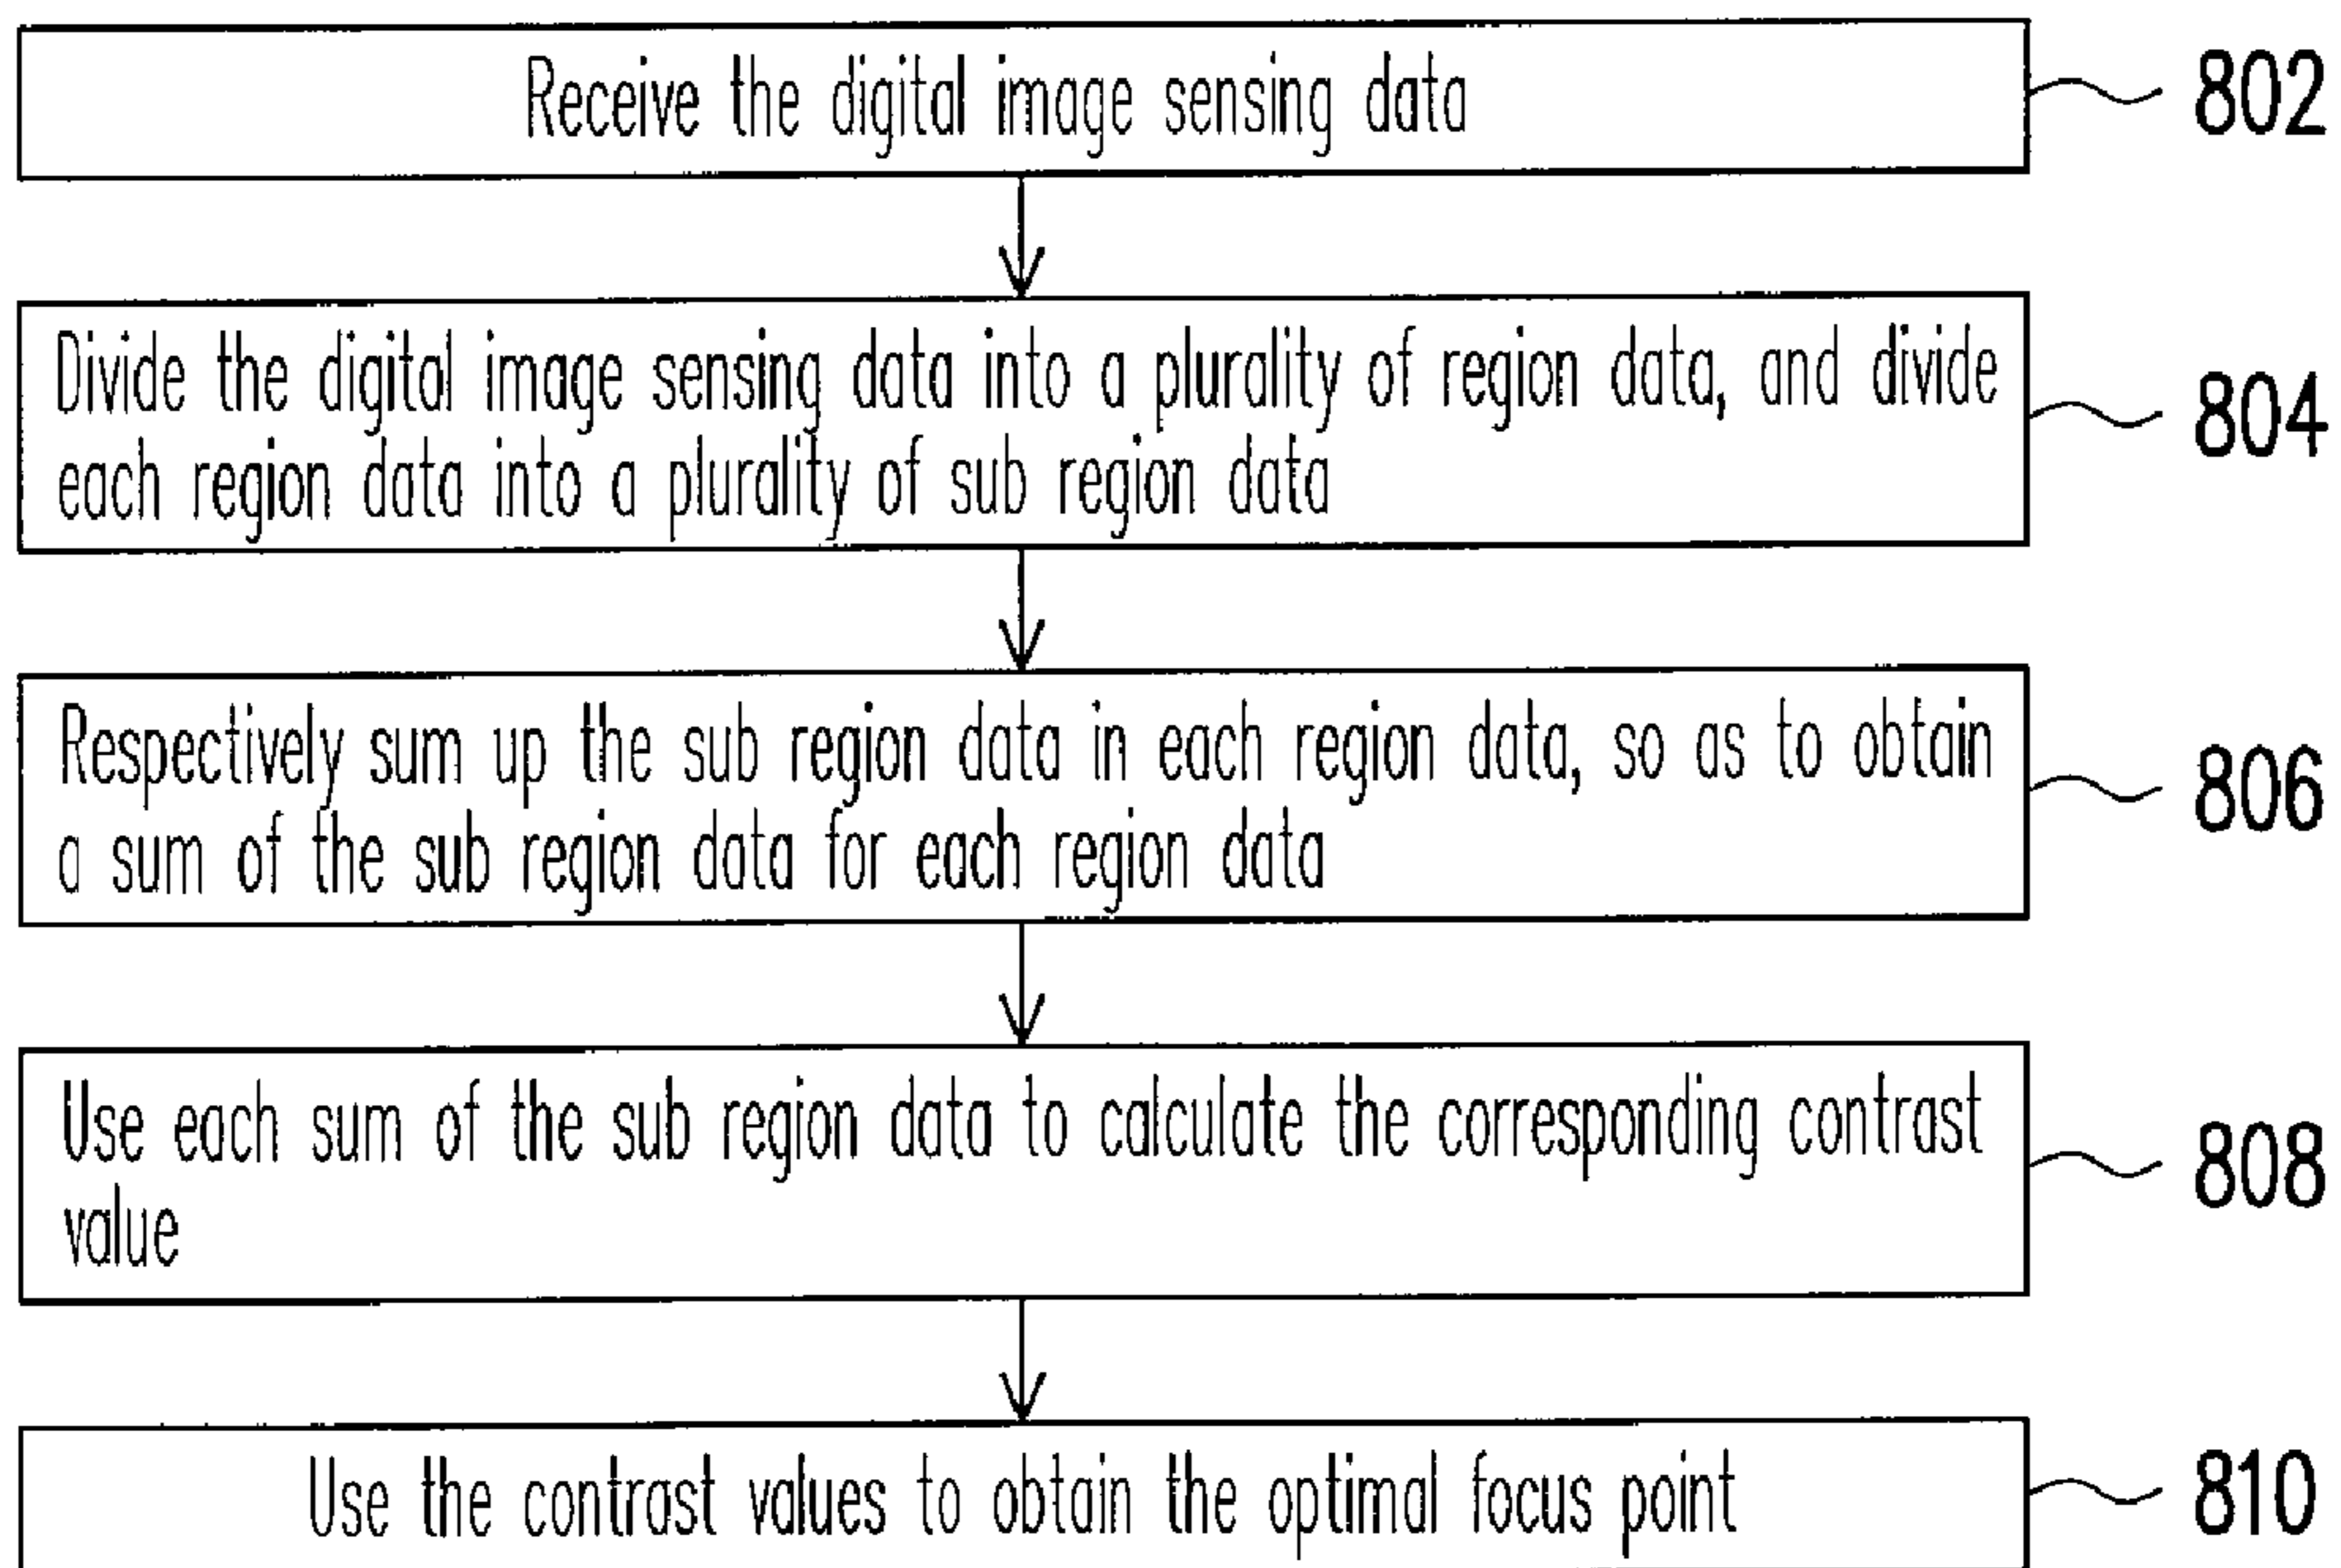 Receive the digital image sensing data
802
Divide the digital image sensing data into a plurality of region data, and divide
each region data into a plurality of sub region data
804
Respectively sum up the sub region data in each region data, so as to obtain
a sum of the sub region data for each region data
806
Use each sum of the sub region data to calculate the corresponding contrast
value
808
Use the contrast values to obtain the optimal focus point
810